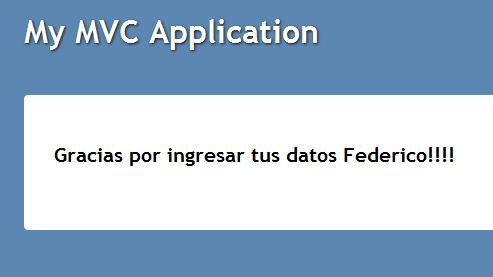 My MVC Application
Gracias por ingresar tus datos Federico!!!!